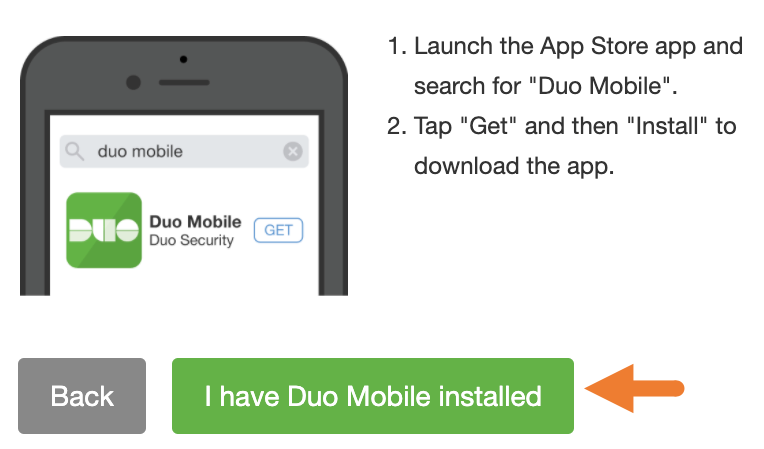 1. Launch the App Store app and
search for "Duo Mobile".
2. Tap "Get" and then "Install" to
download the app.
duo mobile
DUO
Duo Mobile
Duo Security
GET
Back
I have Duo Mobile installed